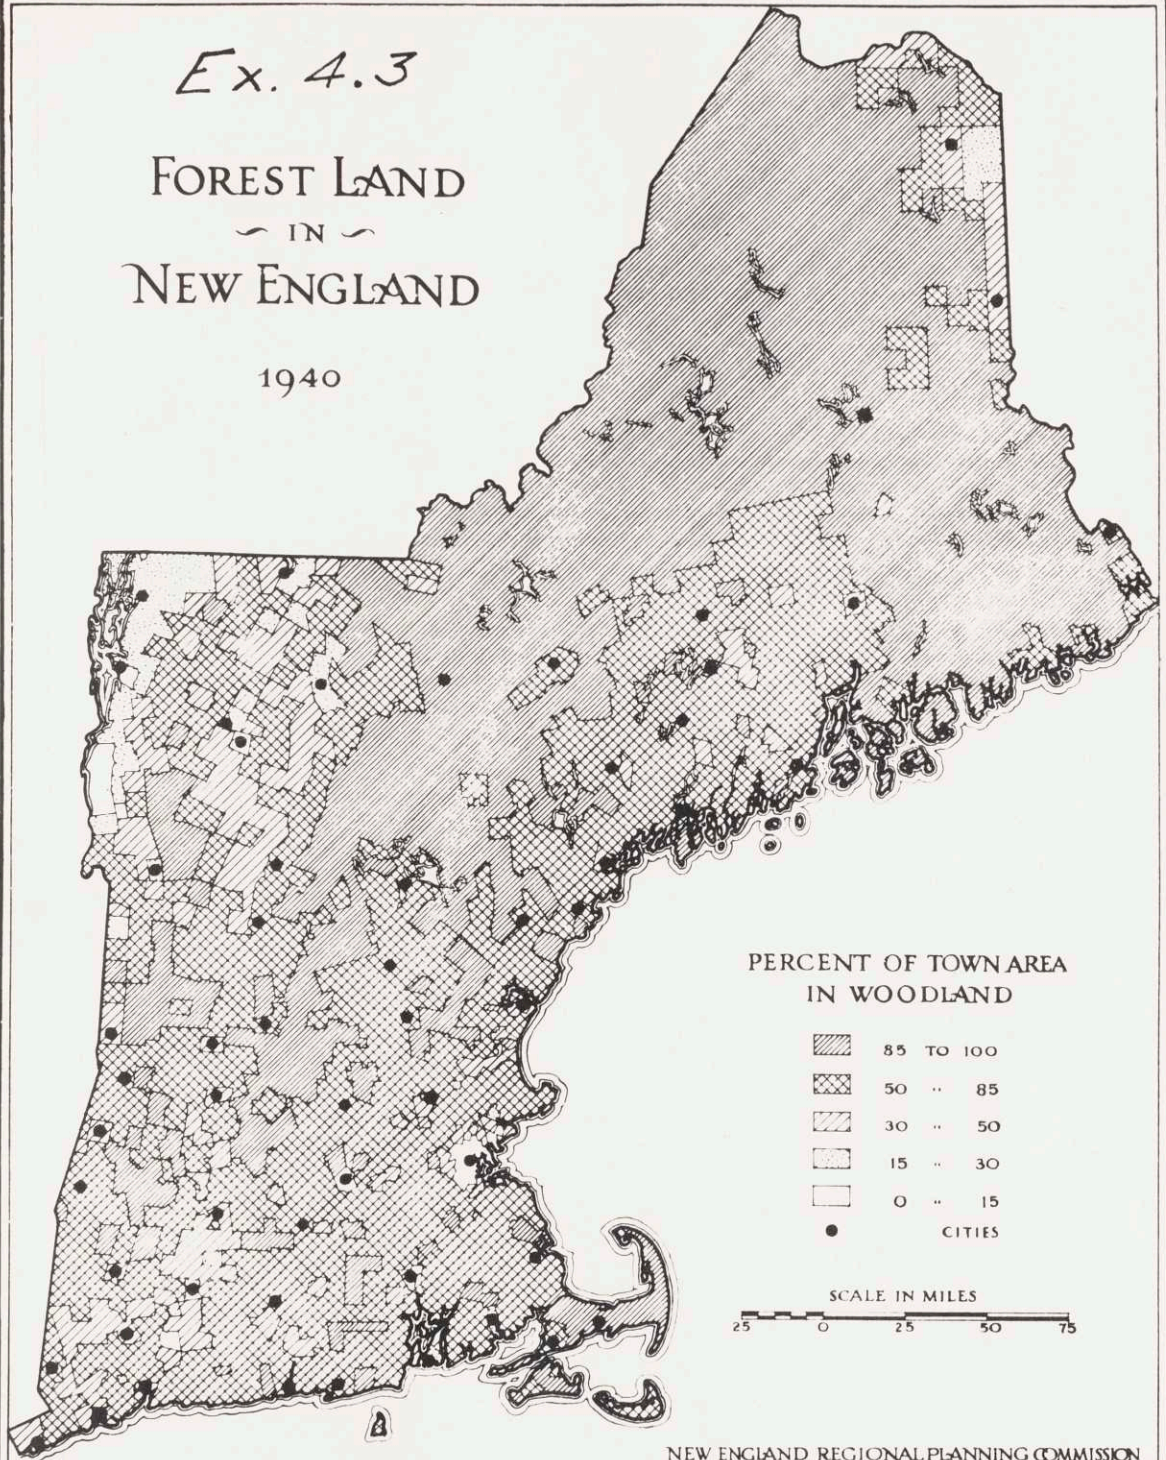 Ex. 4.3
FOREST LAND
IN
NEW ENGLAND
1940
PERCENT OF TOWN AREA
IN WOODLAND
85 TO 100
50 " 85
30 " 50
15 " 30
0 " 15
CITIES
SCALE IN MILES
25 0 25 50 75
NEW ENGLAND REGIONAL PLANNING COMMISSION